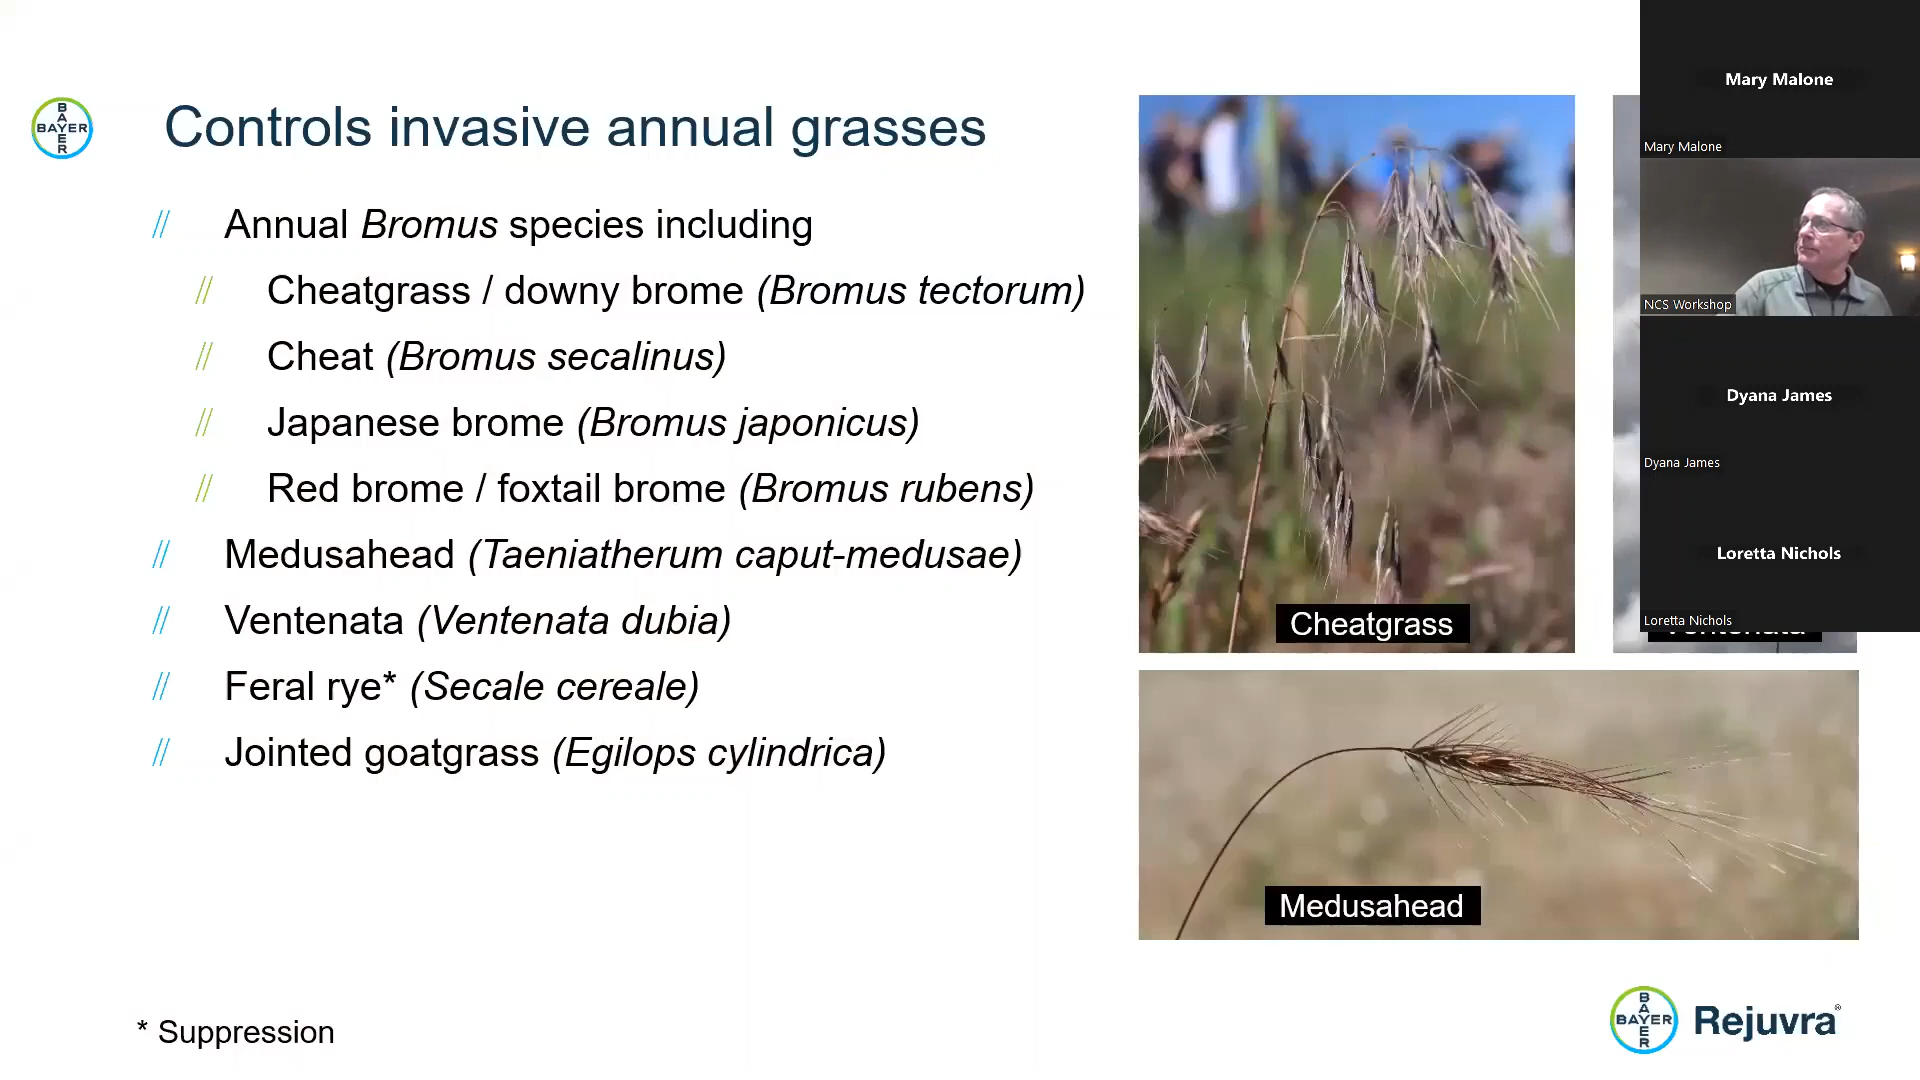 Controls invasive annual grasses
// Annual Bromus species including
// Cheatgrass / downy brome (Bromus tectorum)
// Cheat (Bromus secalinus)
// Japanese brome (Bromus japonicus)
// Red brome / foxtail brome (Bromus rubens)
// Medusahead (Taeniatherum caput-medusae)
// Ventenata (Ventenata dubia)
// Feral rye* (Secale cereale)
// Jointed goatgrass (Egilops cylindrica)
* Suppression
BAYER
BAYER
Cheatgrass
Medusahead
Mary Malone
Mary Malone
NCS Workshop
Dyana James
Dyana James
Loretta Nichols
Loretta Nichols
BAYER
BAYER
Rejuvra®